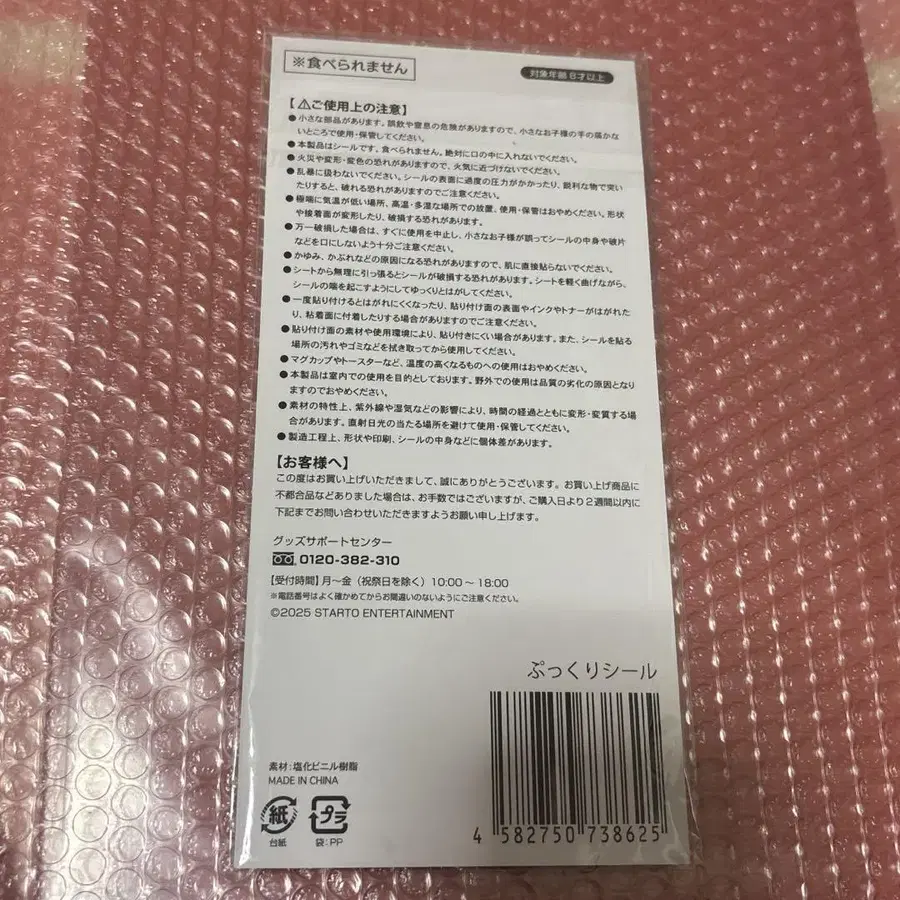 ※食べられません
対象年齢6才以上
【⚠ご使用上の注意】
●小さな部品があります。誤飲や窒息の危険がありますので、小さなお子様の手の届かな
いところで使用・保管してください。
●本製品はシールです。食べられません。絶対に口の中に入れないでください。
●火災や変形・変色の恐れがありますので、火気に近づけないでください。
●乱暴に扱わないでください。シールの表面に過度の圧力がかかったり、鋭利な物で突い
たりすると、破れる恐れがありますのでご注意ください。
●極端に気温が低い場所、高温・多湿な場所での放置、使用・保管はおやめください。形状
や接着面が変形したり、破損する恐れがあります。
●万一破損した場合は、すぐに使用を中止し、小さなお子様が誤ってシールの中身や破片
などを口にしないよう十分ご注意ください。
●かゆみ、かぶれなどの原因になる恐れがありますので、肌に直接貼らないでください。
●シートから無理に引っ張るとシールが破損する恐れがあります。シートを軽く曲げながら、
シールの端を起こすようにしてゆっくりとはがしてください。
●一度貼り付けるとはがれにくくなったり、貼り付け面の表面やインクやトナーがはがれた
り、粘着面に付着したりする場合がありますのでご注意ください。
●貼り付け面の素材や使用環境により、貼り付きにくい場合があります。また、シールを貼る
場所の汚れやゴミなどを拭き取ってから使用してください。
●マグカップやトースターなど、温度の高くなるものへの使用はおやめください。
●本製品は室内での使用を目的としております。野外での使用は品質の劣化の原因となり
ますのでおやめください。
●素材の特性上、紫外線や湿気などの影響により、時間の経過とともに変形・変質する場
合があります。直射日光の当たる場所を避けて使用・保管してください。
●製造工程上、形状や印刷、シールの中身などに個体差があります。
【お客様へ】
この度はお買い上げいただきまして、誠にありがとうございます。お買い上げ商品に
不都合品などありました場合は、お手数ではございますが、ご購入日より2週間以内に
下記までお問い合わせいただきますようお願い申し上げます。
グッズサポートセンター
0120-382-310
【受付時間】月～金（祝祭日を除く）10:00～18:00
※電話番号はよく確かめてからお間違いのないようにご注意ください。
©2025 STARTO ENTERTAINMENT
ぷっくりシール
素材：塩化ビニル樹脂
MADE IN CHINA
紙
プラ
台紙
袋：PP
4 582750 738625